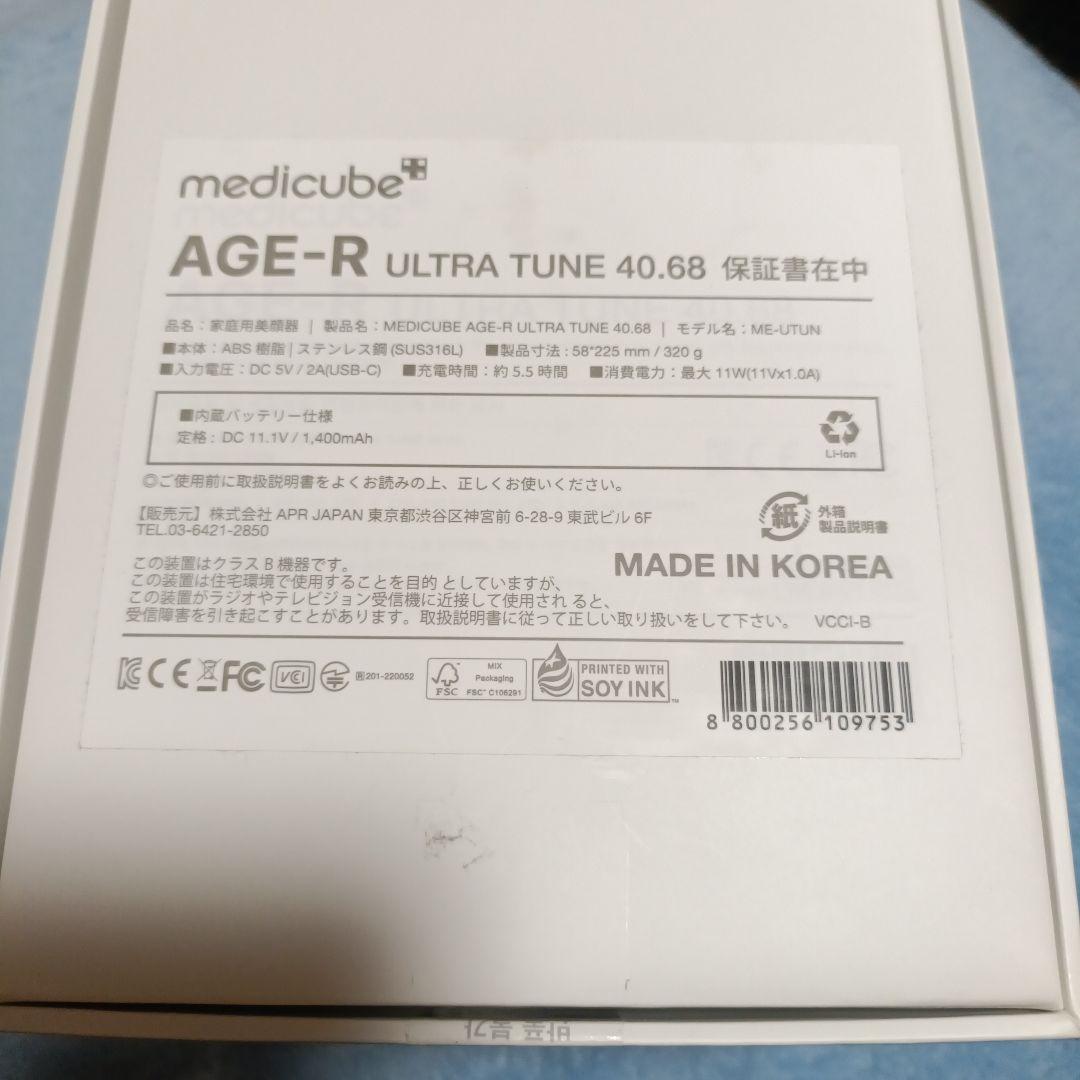 medicube
AGE-R ULTRA TUNE 40.68 保証書在中
品名：家庭用美顔器 | 製品名：MEDICUBE AGE-R ULTRA TUNE 40.68 | モデル名：ME-UTUN
■本体：ABS 樹脂 | ステンレス鋼 (SUS316L) ■製品寸法 : 58*225 mm / 320 g
■入力電圧：DC 5V / 2A(USB-C) ■充電時間：約 5.5 時間 ■消費電力：最大 11W(11Vx1.0A)
■内蔵バッテリー仕様
定格 : DC 11.1V / 1,400mAh
Li-ion
◎ご使用前に取扱説明書をよくお読みの上、正しくお使いください。
【販売元】株式会社 APR JAPAN 東京都渋谷区神宮前 6-28-9 東武ビル 6F
TEL.03-6421-2850
紙 外箱
製品説明書
MADE IN KOREA
この装置はクラス B 機器です。
この装置は住宅環境で使用することを目的 としていますが、
この装置がラジオやテレビジョン受信機に近接して使用され ると、
受信障害を引き起こすことがあります。取扱説明書に従って正しい取り扱いをして下さい。 VCCI-B
CE FC VCI R 201-220052
FSC
MIX
Packaging
FSC™ C106291
PRINTED WITH
SOY INK™
8 800256 109753
반품 불가